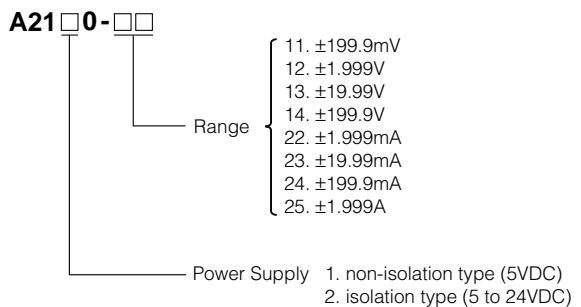 A21□0-□□
11. ±199.9mV
12. ±1.999V
13. ±19.99V
14. ±199.9V
Range
22. ±1.999mA
23. ±19.99mA
24. ±199.9mA
25. ±1.999A
Power Supply 1. non-isolation type (5VDC)
2. isolation type (5 to 24VDC)